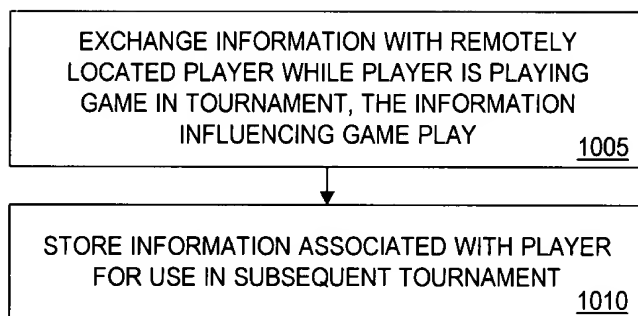 EXCHANGE INFORMATION WITH REMOTELY
LOCATED PLAYER WHILE PLAYER IS PLAYING
GAME IN TOURNAMENT, THE INFORMATION
INFLUENCING GAME PLAY
1005
STORE INFORMATION ASSOCIATED WITH PLAYER
FOR USE IN SUBSEQUENT TOURNAMENT
1010